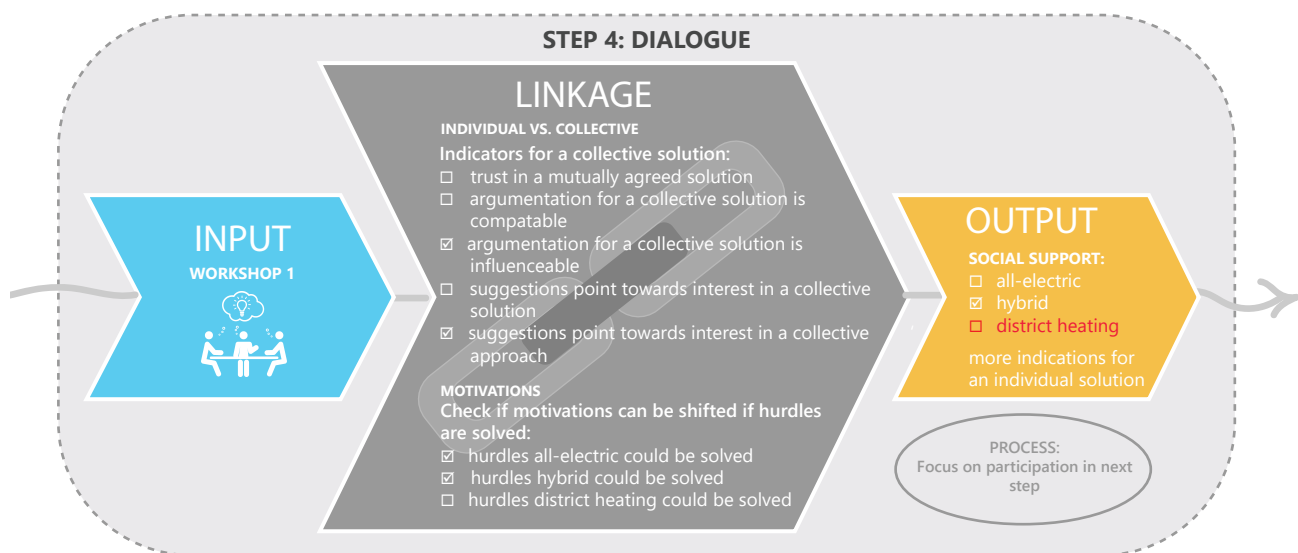 STEP 4: DIALOGUE
INPUT
WORKSHOP 1
LINKAGE
INDIVIDUAL VS. COLLECTIVE
Indicators for a collective solution:
☐ trust in a mutually agreed solution
☐ argumentation for a collective solution is
compatable
☑ argumentation for a collective solution is
influenceable
☐ suggestions point towards interest in a collective
solution
☑ suggestions point towards interest in a collective
approach
MOTIVATIONS
Check if motivations can be shifted if hurdles
are solved:
☑ hurdles all-electric could be solved
☑ hurdles hybrid could be solved
☐ hurdles district heating could be solved
OUTPUT
SOCIAL SUPPORT:
☐ all-electric
☑ hybrid
☐ district heating
more indications for
an individual solution
PROCESS:
Focus on participation in next
step